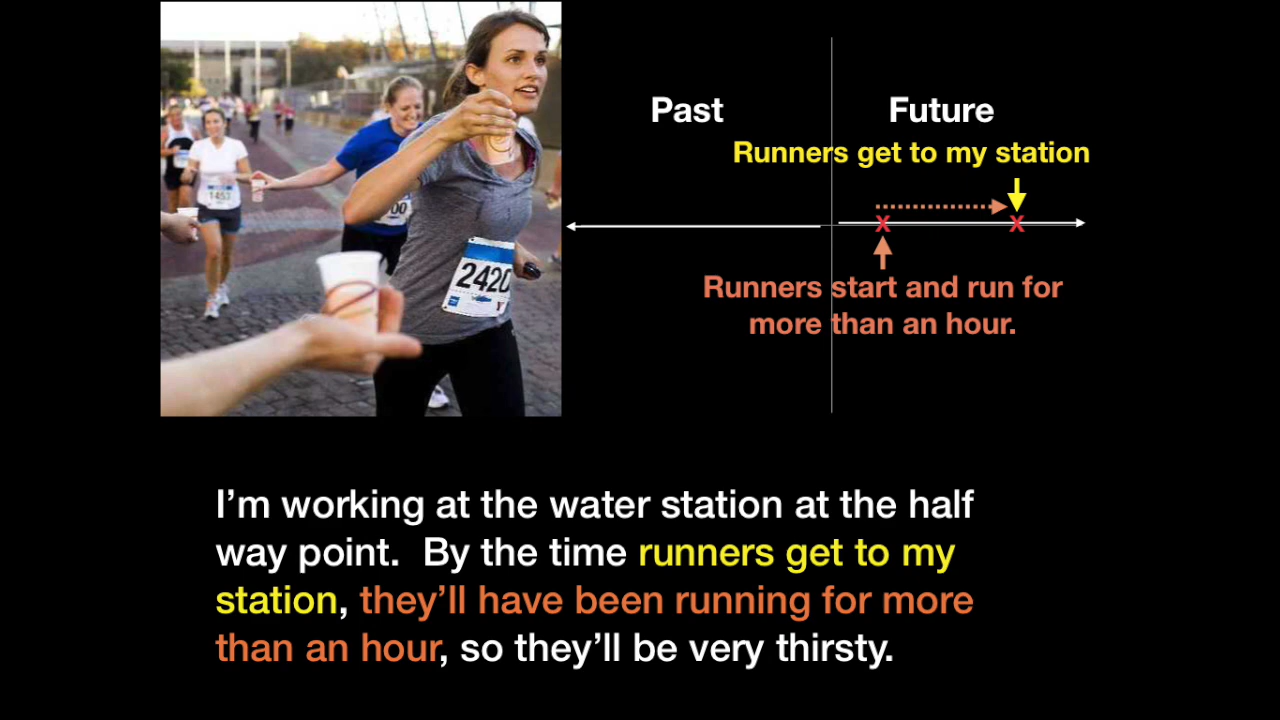 Past
Future
Runners get to my station
x
x
Runners start and run for
more than an hour.
1453
00
2420
I'm working at the water station at the half
way point.  By the time runners get to my
station, they'll have been running for more
than an hour, so they'll be very thirsty.